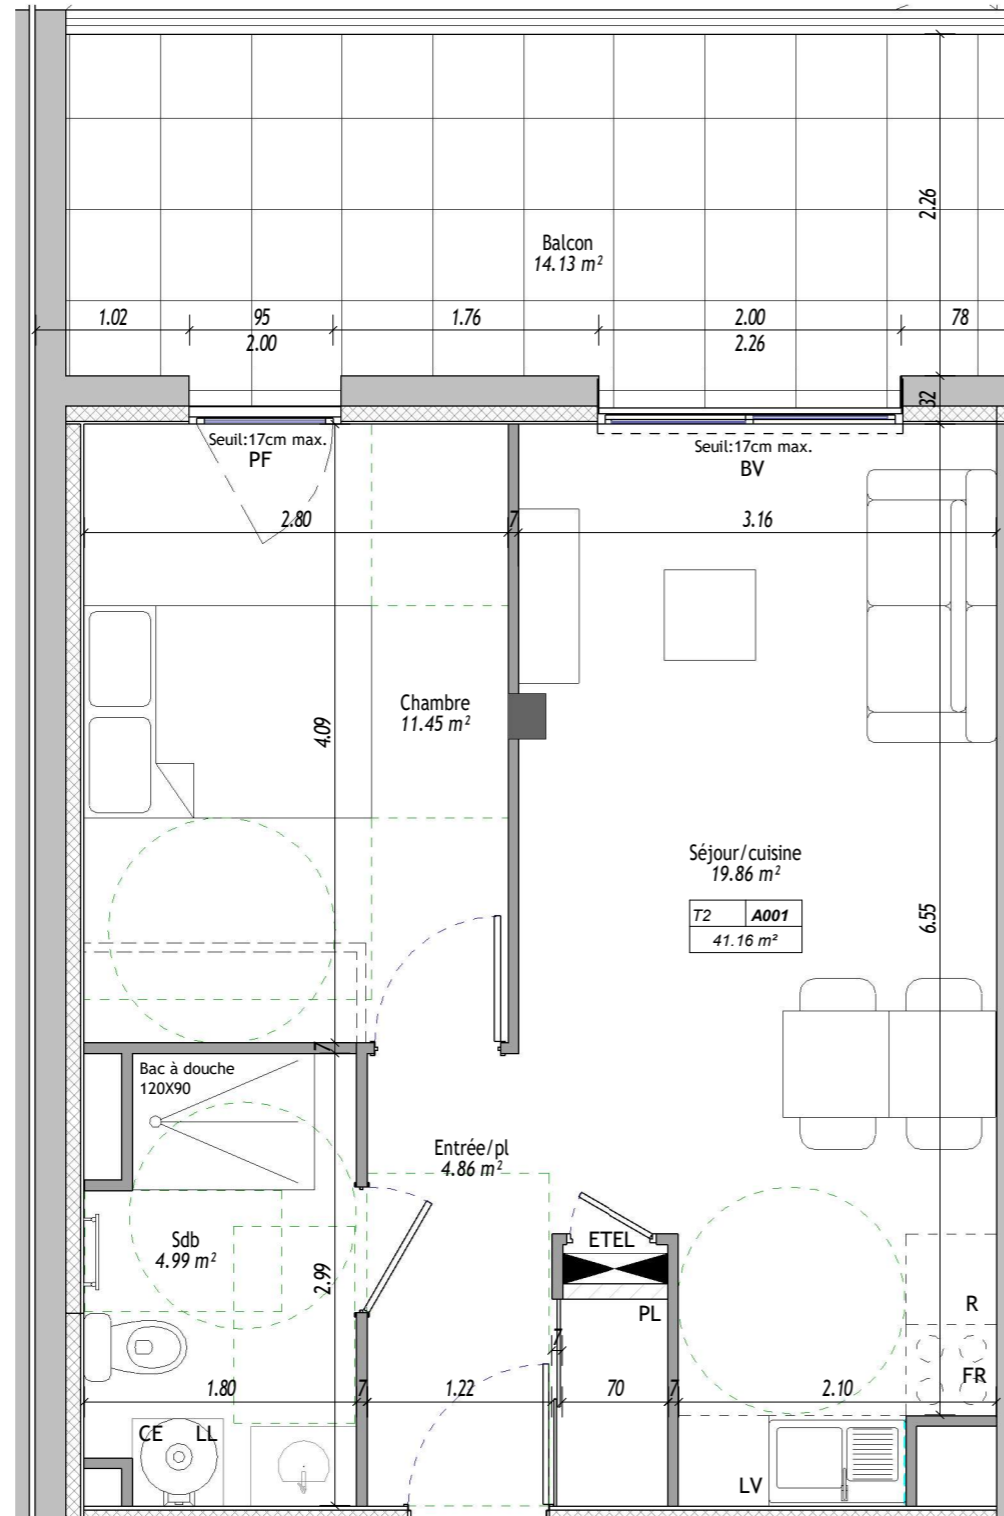 2.26
Balcon
14.13 m²
1.02
95
2.00
1.76
2.00
2.26
78
32
Seuil:17cm max.
PF
Seuil:17cm max.
BV
2.80
7
3.16
Chambre
11.45 m²
4.09
Séjour/cuisine
19.86 m²
T2 A001
41.16 m²
6.55
7
Bac à douche
120X90
Entrée/pl
4.86 m²
Sdb
4.99 m²
2.99
ETEL
PL
R
FR
7
1.80
7
1.22
70
7
2.10
CE LL
LV